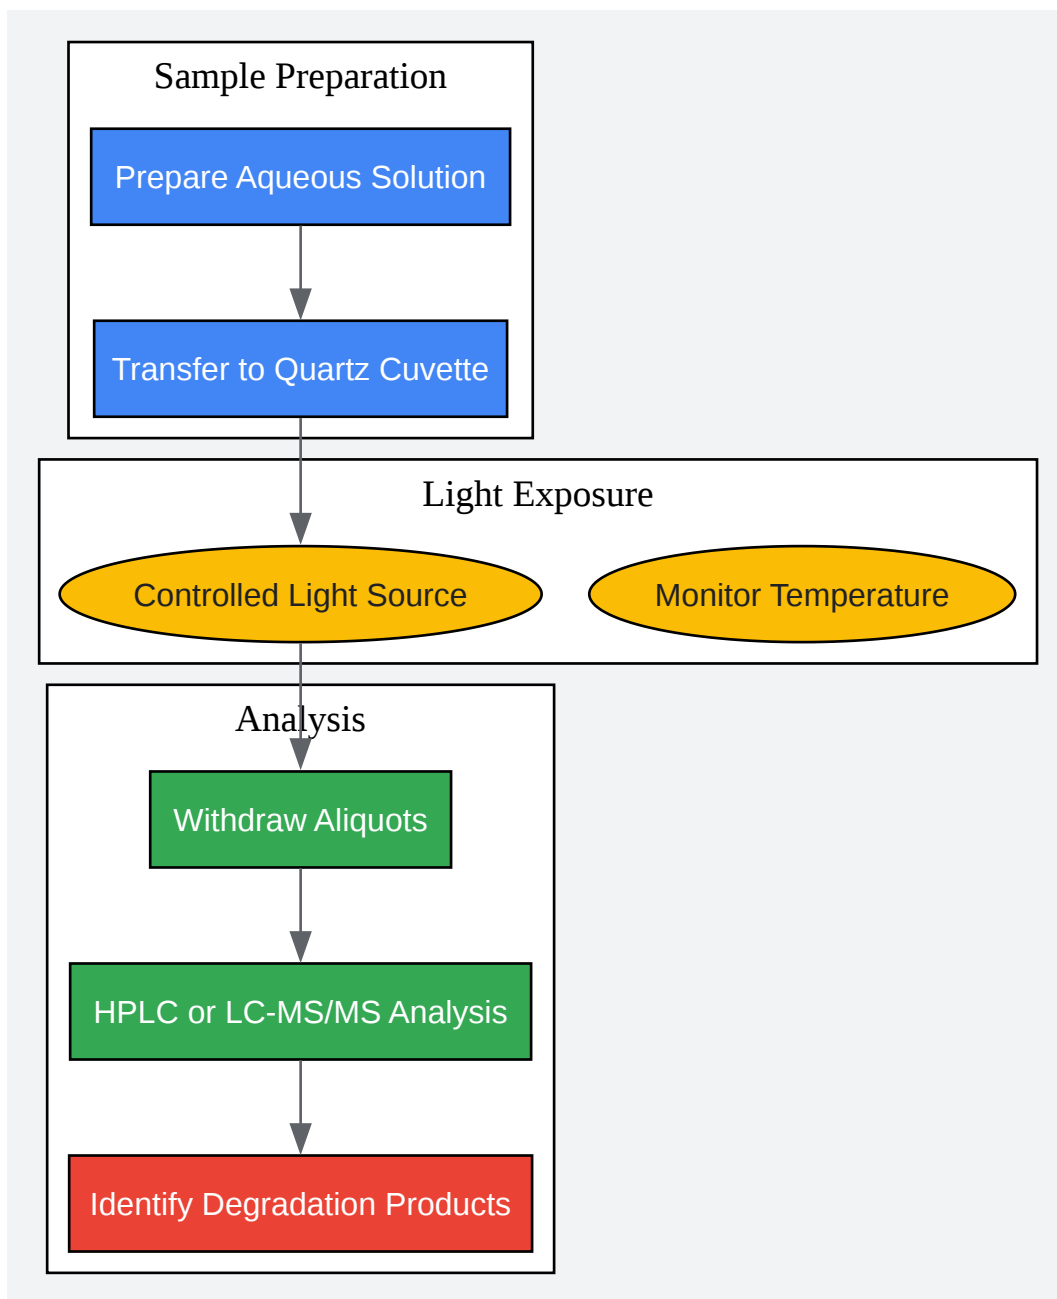 Sample Preparation
Prepare Aqueous Solution
Transfer to Quartz Cuvette
Light Exposure
Controlled Light Source
Monitor Temperature
Analysis
Withdraw Aliquots
HPLC or LC-MS/MS Analysis
Identify Degradation Products